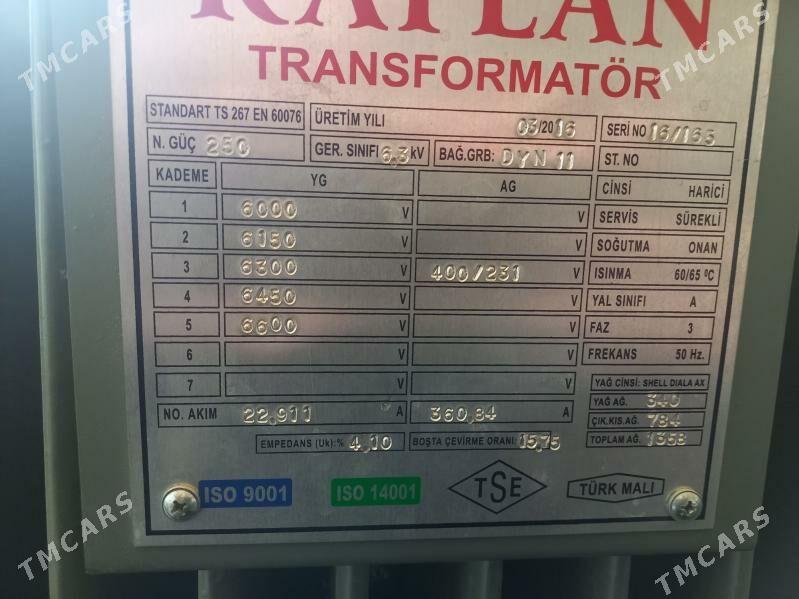 KAPLAN
TRANSFORMATÖR
STANDART TS 267 EN 60076 ÜRETİM YILI 03/2016 SERİ NO 16/165
N. GÜÇ 250 GER. SINIFI 6,3 kV BAĞ.GRB: DYN 11 ST. NO
KADEME YG AG CİNSİ HARİCİ
1 6000 V V SERVİS SÜREKLİ
2 6150 V V SOĞUTMA ONAN
3 6300 V 400/231 V ISINMA 60/65 ºC
4 6450 V V YAL SINIFI A
5 6600 V V FAZ 3
6 V V FREKANS 50 Hz.
7 V V YAĞ CİNSİ: SHELL DIALA AX
YAĞ AĞ. 340
NO. AKIM 22,911 A 360,84 A ÇIK.KIS.AĞ. 784
EMPEDANS (Uk):% 4,10 BOŞTA ÇEVİRME ORANI: 15,75 TOPLAM AĞ. 1358
ISO 9001 ISO 14001 TSE TÜRK MALI
TMCARS
TMCARS
TMCARS
TMCARS